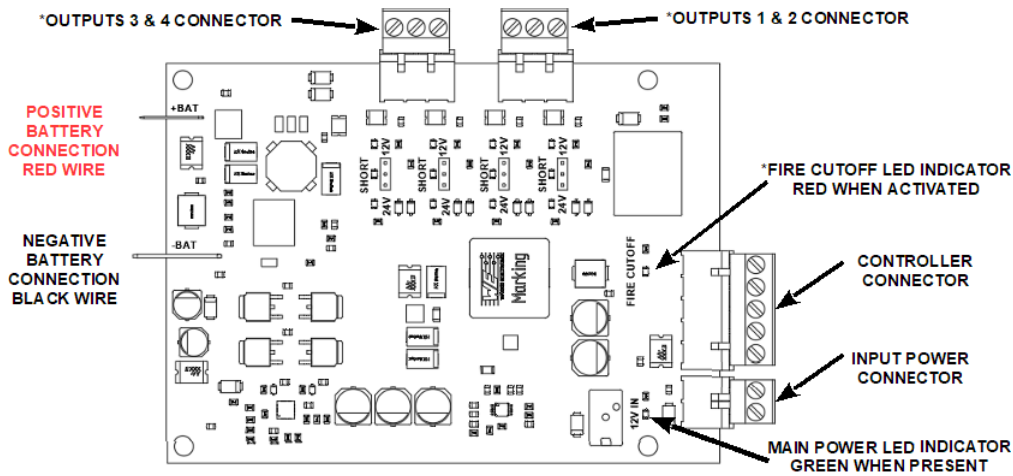 *OUTPUTS 3 & 4 CONNECTOR
*OUTPUTS 1 & 2 CONNECTOR
POSITIVE
BATTERY
CONNECTION
RED WIRE
+BAT
12V
12V
12V
12V
SHORT
SHORT
SHORT
SHORT
24V
24V
24V
24V
*FIRE CUTOFF LED INDICATOR
RED WHEN ACTIVATED
NEGATIVE
BATTERY
CONNECTION
BLACK WIRE
-BAT
Marking
FIRE CUTOFF
CONTROLLER
CONNECTOR
INPUT POWER
CONNECTOR
12V IN
MAIN POWER LED INDICATOR
GREEN WHEN PRESENT